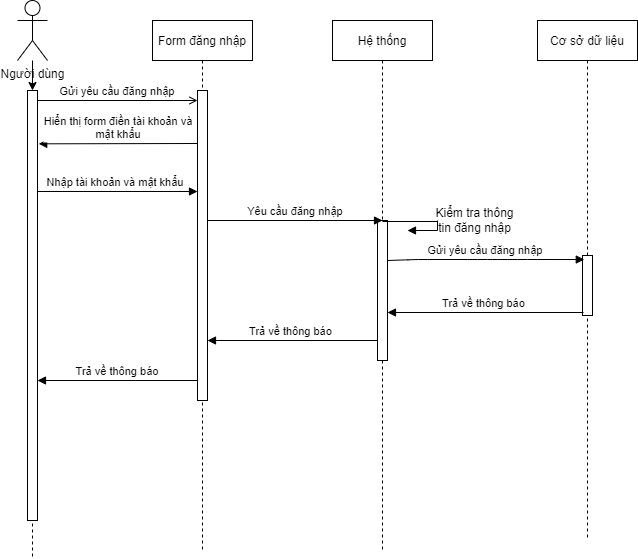 Form đăng nhập
Hệ thống
Cơ sở dữ liệu
Người dùng
Gửi yêu cầu đăng nhập
Hiển thị form điền tài khoản và
mật khẩu
Nhập tài khoản và mật khẩu
Yêu cầu đăng nhập
Kiểm tra thông
tin đăng nhập
Gửi yêu cầu đăng nhập
Trả về thông báo
Trả về thông báo
Trả về thông báo